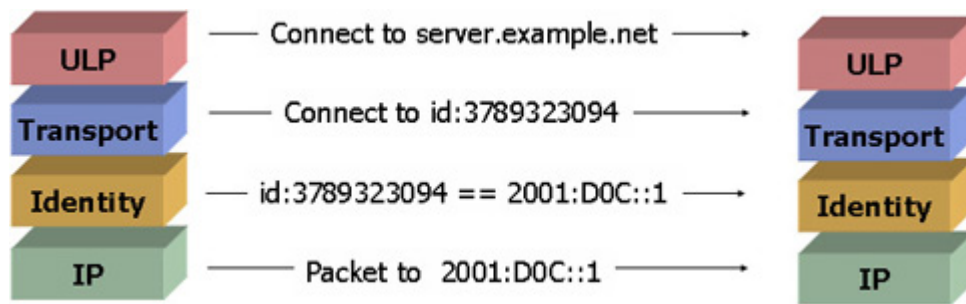 ULP Connect to server.example.net ULP
Transport Connect to id:3789323094 Transport
Identity id:3789323094 == 2001:D0C::1 Identity
IP Packet to 2001:D0C::1 IP